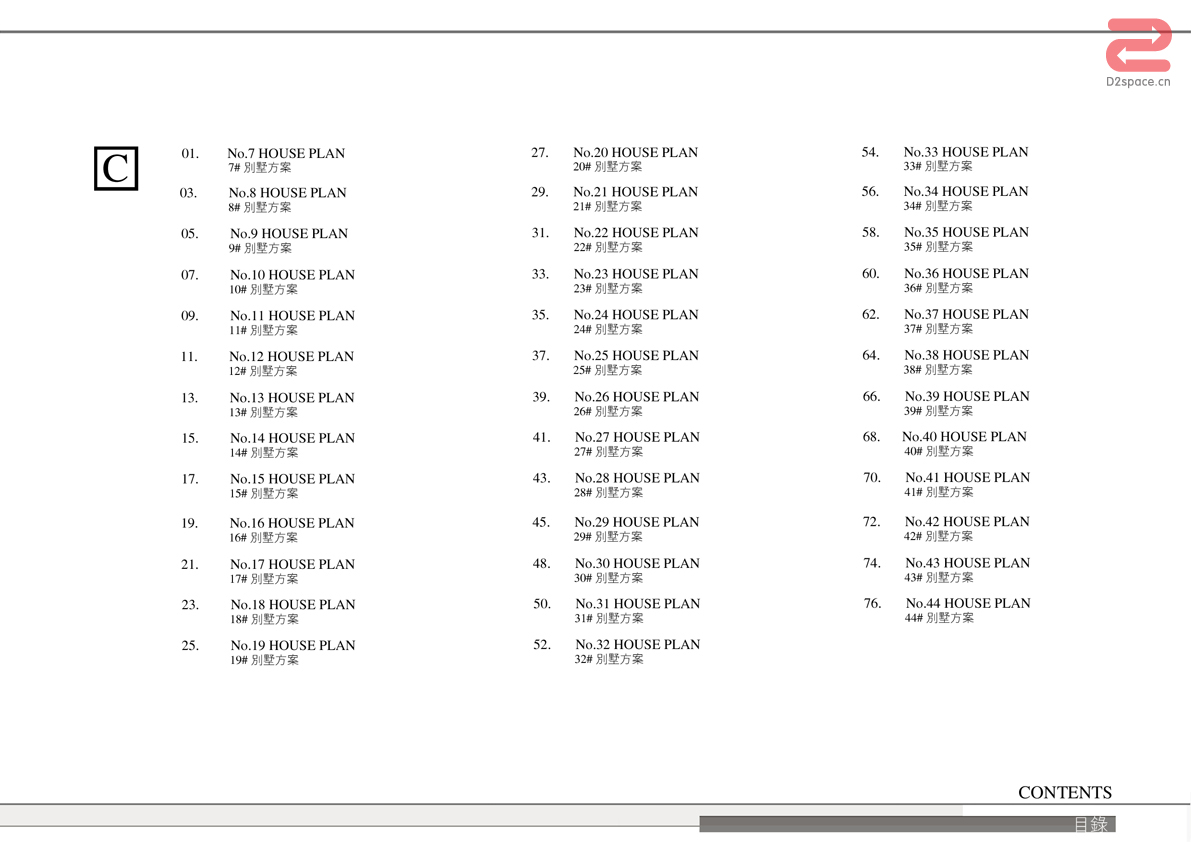 D2space.cn
C
01. No.7 HOUSE PLAN
7# 別墅方案
03. No.8 HOUSE PLAN
8# 別墅方案
05. No.9 HOUSE PLAN
9# 別墅方案
07. No.10 HOUSE PLAN
10# 別墅方案
09. No.11 HOUSE PLAN
11# 別墅方案
11. No.12 HOUSE PLAN
12# 別墅方案
13. No.13 HOUSE PLAN
13# 別墅方案
15. No.14 HOUSE PLAN
14# 別墅方案
17. No.15 HOUSE PLAN
15# 別墅方案
19. No.16 HOUSE PLAN
16# 別墅方案
21. No.17 HOUSE PLAN
17# 別墅方案
23. No.18 HOUSE PLAN
18# 別墅方案
25. No.19 HOUSE PLAN
19# 別墅方案
27. No.20 HOUSE PLAN
20# 別墅方案
29. No.21 HOUSE PLAN
21# 別墅方案
31. No.22 HOUSE PLAN
22# 別墅方案
33. No.23 HOUSE PLAN
23# 別墅方案
35. No.24 HOUSE PLAN
24# 別墅方案
37. No.25 HOUSE PLAN
25# 別墅方案
39. No.26 HOUSE PLAN
26# 別墅方案
41. No.27 HOUSE PLAN
27# 別墅方案
43. No.28 HOUSE PLAN
28# 別墅方案
45. No.29 HOUSE PLAN
29# 別墅方案
48. No.30 HOUSE PLAN
30# 別墅方案
50. No.31 HOUSE PLAN
31# 別墅方案
52. No.32 HOUSE PLAN
32# 別墅方案
54. No.33 HOUSE PLAN
33# 別墅方案
56. No.34 HOUSE PLAN
34# 別墅方案
58. No.35 HOUSE PLAN
35# 別墅方案
60. No.36 HOUSE PLAN
36# 別墅方案
62. No.37 HOUSE PLAN
37# 別墅方案
64. No.38 HOUSE PLAN
38# 別墅方案
66. No.39 HOUSE PLAN
39# 別墅方案
68. No.40 HOUSE PLAN
40# 別墅方案
70. No.41 HOUSE PLAN
41# 別墅方案
72. No.42 HOUSE PLAN
42# 別墅方案
74. No.43 HOUSE PLAN
43# 別墅方案
76. No.44 HOUSE PLAN
44# 別墅方案
CONTENTS
目錄